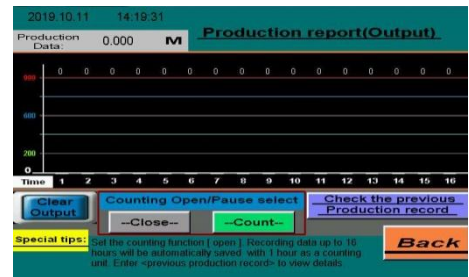 2019.10.11 14:19:31
Production report(Output)
Production
Data:
0.000
M
0 0 0 0 0 0 0 0 0 0 0 0 0 0 0 0
800
600
200
0
Time 1 2 3 4 5 6 7 8 9 10 11 12 13 14 15 16
Clear
Output
Counting Open/Pause select
--Close--
--Count--
Check the previous
Production record
Special tips:
Set the counting function [ open ]. Recording data up to 16
hours will be automatically saved with 1 hour as a counting
unit. Enter <previous production record> to view details
Back